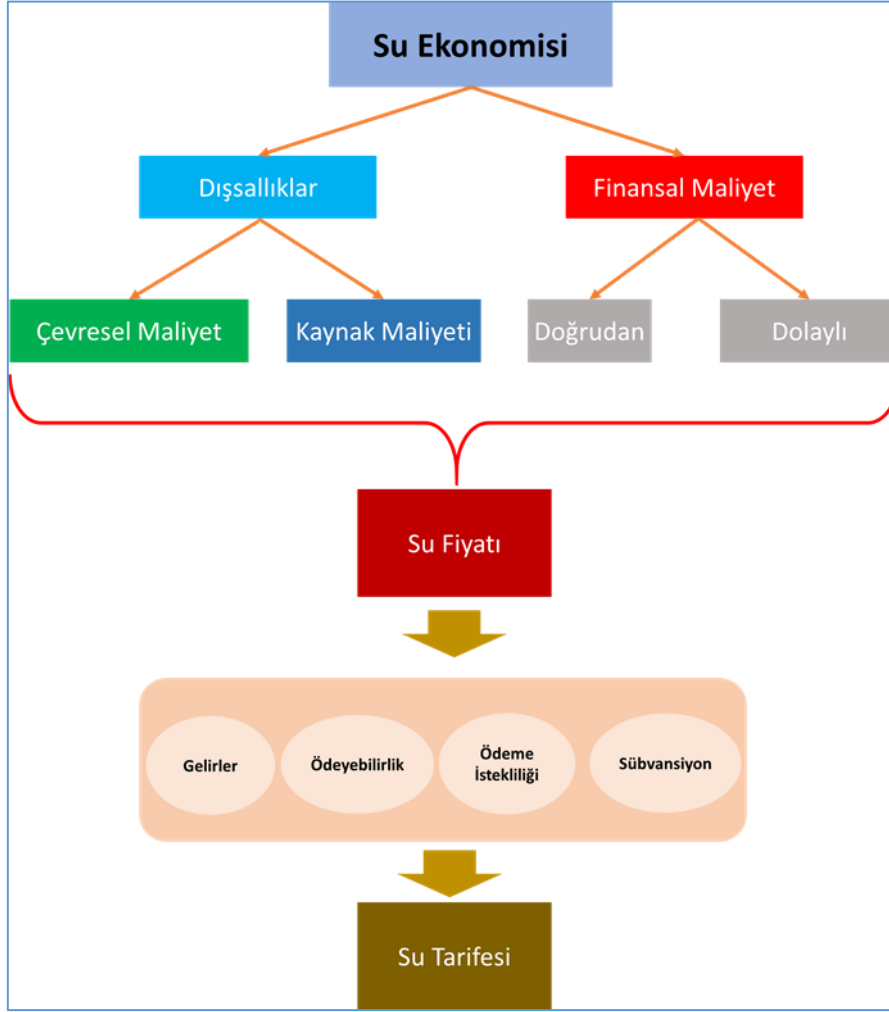 Su Ekonomisi
Dışsallıklar
Finansal Maliyet
Çevresel Maliyet
Kaynak Maliyeti
Doğrudan
Dolaylı
Su Fiyatı
Gelirler
Ödeyebilirlik
Ödeme
İstekliliği
Sübvansiyon
Su Tarifesi